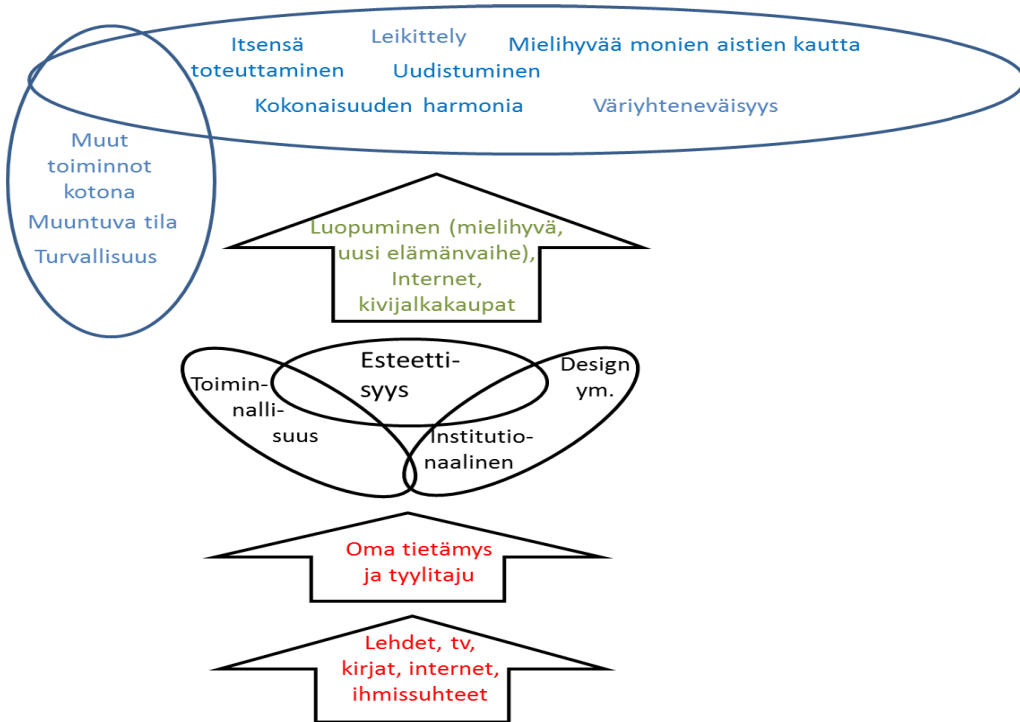 Itsensä
toteuttaminen
Leikittely
Mielihyvää monien aistien kautta
Uudistuminen
Kokonaisuuden harmonia
Väriyhteneväisyys
Muut
toiminnot
kotona
Muuntuva tila
Turvallisuus
Luopuminen (mielihyvä,
uusi elämänvaihe),
Internet,
kivijalkakaupat
Toimin-
nalli-
suus
Esteetti-
syys
Design
ym.
Institutio-
naalinen
Oma tietämys
ja tyylitaju
Lehdet, tv,
kirjat, internet,
ihmissuhteet